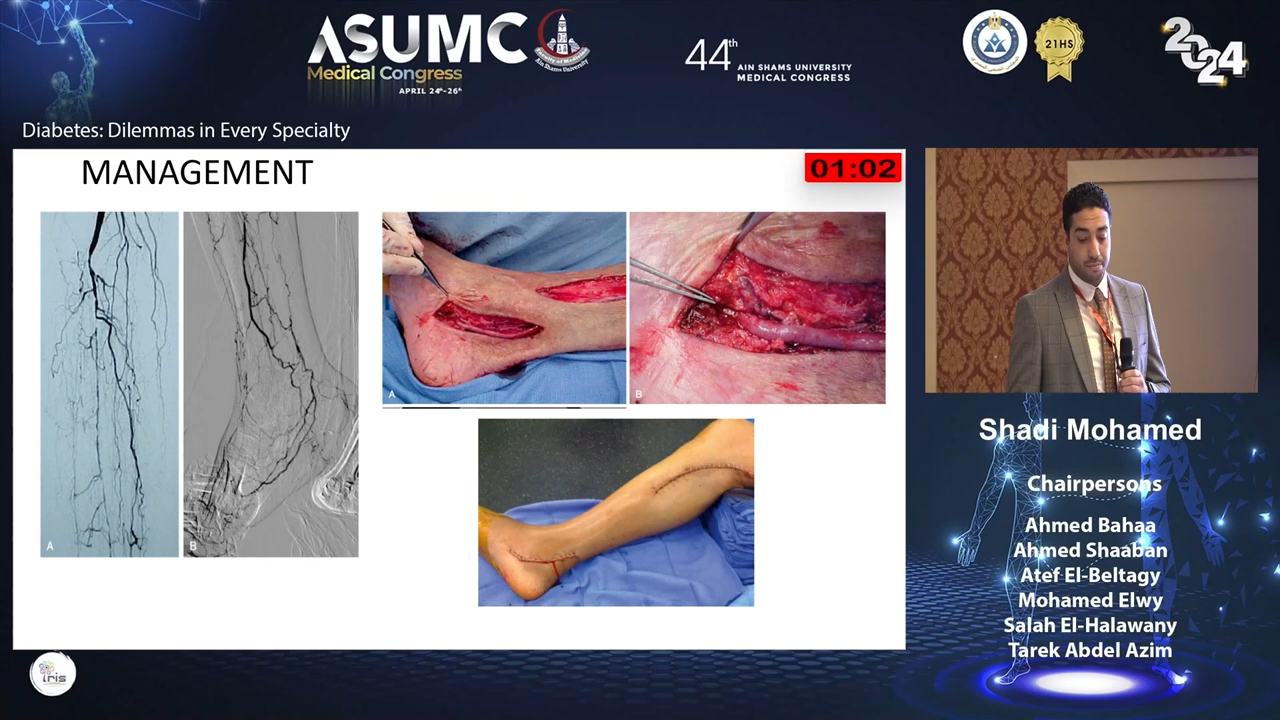 ASUMC
Medical Congress
APRIL 24th-26th
44th AIN SHAMS UNIVERSITY
MEDICAL CONGRESS
21HS
2024
Diabetes: Dilemmas in Every Specialty
MANAGEMENT
01:02
A
B
A
B
Shadi Mohamed
Chairpersons
Ahmed Bahaa
Ahmed Shaaban
Atef El-Beltagy
Mohamed Elwy
Salah El-Halawany
Tarek Abdel Azim
iris